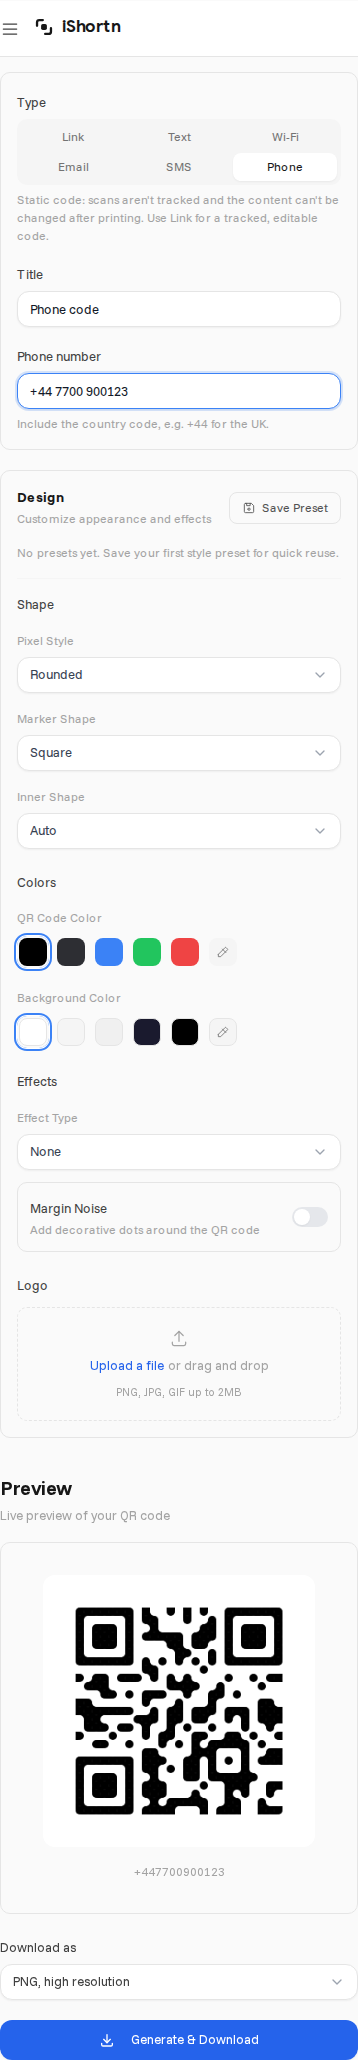 iShortn
Type
Link Text Wi-Fi
Email SMS Phone
Static code: scans aren't tracked and the content can't be
changed after printing. Use Link for a tracked, editable
code.
Title
Phone code
Phone number
+44 7700 900123
Include the country code, e.g. +44 for the UK.
Design
Customize appearance and effects
Save Preset
No presets yet. Save your first style preset for quick reuse.
Shape
Pixel Style
Rounded
Marker Shape
Square
Inner Shape
Auto
Colors
QR Code Color
Background Color
Effects
Effect Type
None
Margin Noise
Add decorative dots around the QR code
Logo
Upload a file or drag and drop
PNG, JPG, GIF up to 2MB
Preview
Live preview of your QR code
+447700900123
Download as
PNG, high resolution
Generate & Download